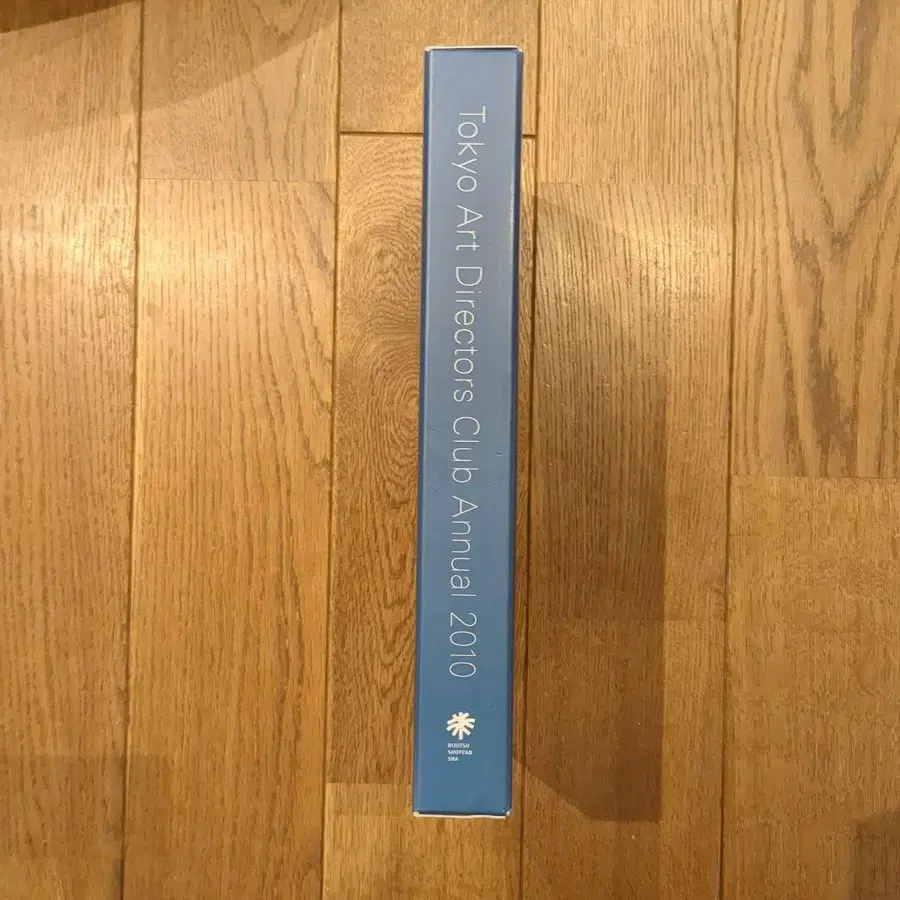 Tokyo Art Directors Club Annual 2010
BIJUTSU
SHUPPAN
SHA